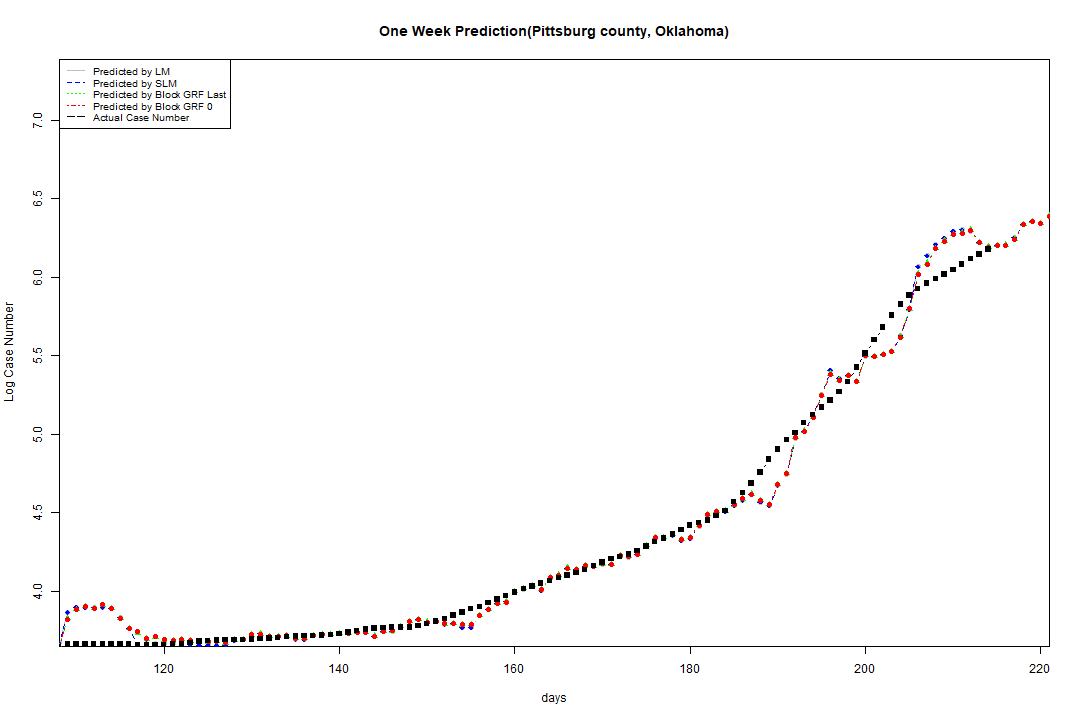 One Week Prediction(Pittsburg county, Oklahoma)
Predicted by LM
Predicted by SLM
Predicted by Block GRF Last
Predicted by Block GRF 0
Actual Case Number
7.0
6.5
6.0
5.5
5.0
4.5
4.0
Log Case Number
120 140 160 180 200 220
days